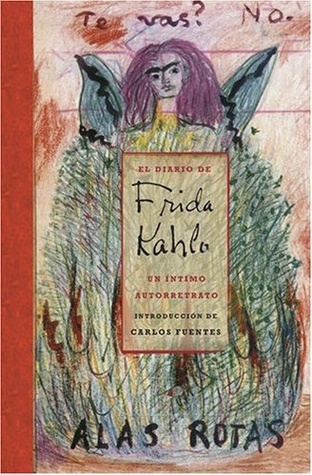 Te vas? No.
EL DIARIO DE
Frida
Kahlo
UN ÍNTIMO
AUTORRETRATO
INTRODUCCIÓN DE
CARLOS FUENTES
ALAS ROTAS